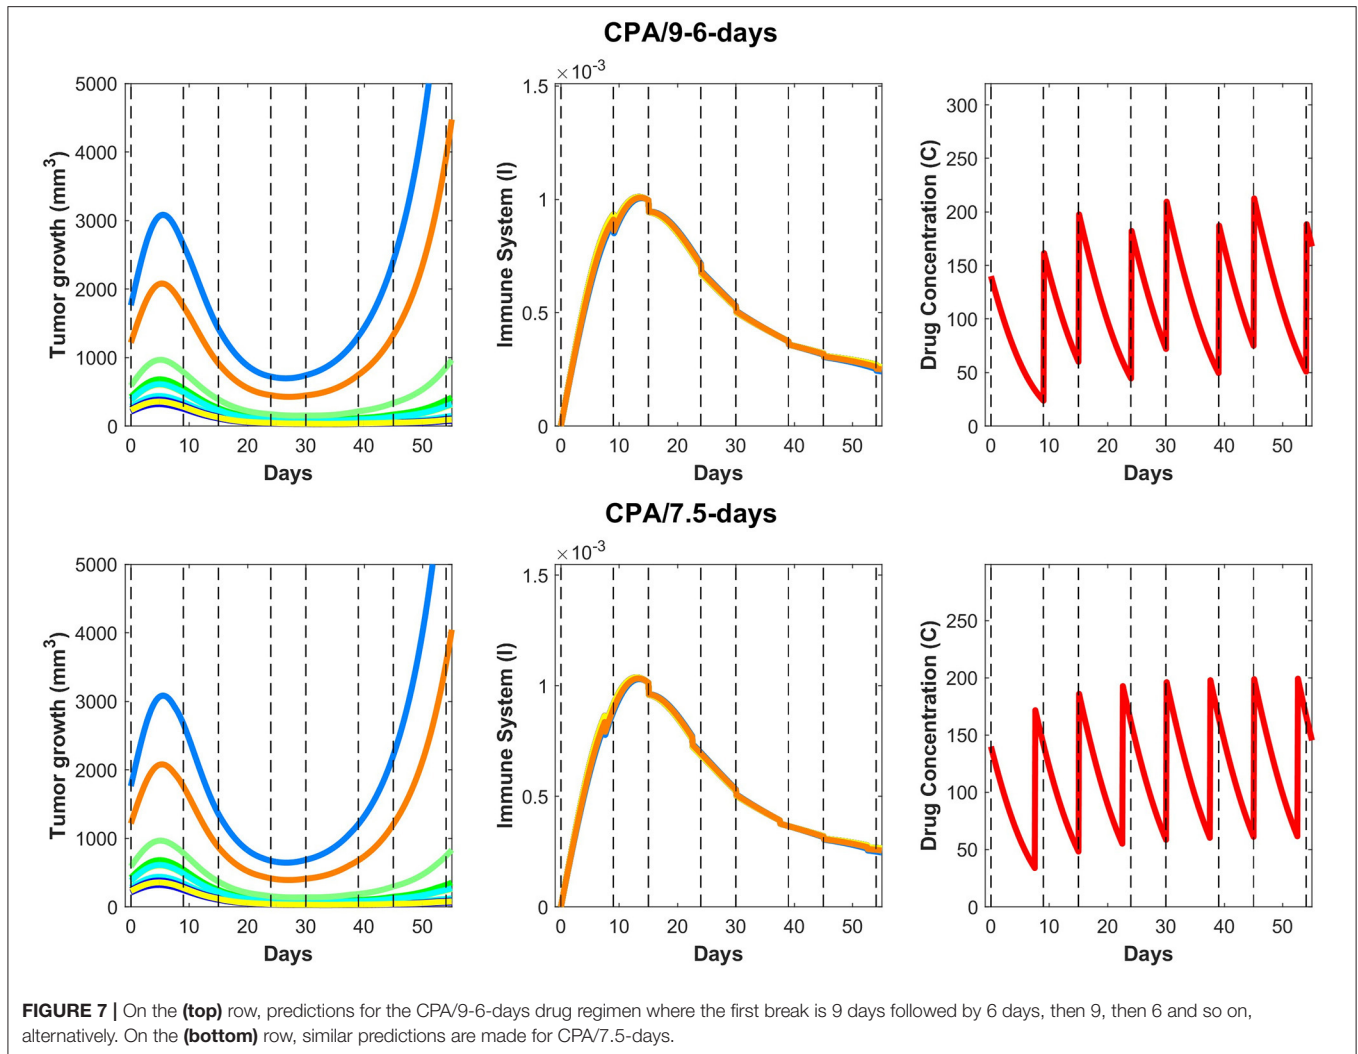 CPA/9-6-days
5000
4000
3000
2000
1000
0
Tumor growth (mm³)
0 10 20 30 40 50
Days
×10⁻³
1.5
1
0.5
0
Immune System (I)
0 10 20 30 40 50
Days
300
250
200
150
100
50
0
Drug Concentration (C)
0 10 20 30 40 50
Days
CPA/7.5-days
5000
4000
3000
2000
1000
0
Tumor growth (mm³)
0 10 20 30 40 50
Days
×10⁻³
1.5
1
0.5
0
Immune System (I)
0 10 20 30 40 50
Days
250
200
150
100
50
0
Drug Concentration (C)
0 10 20 30 40 50
Days
FIGURE 7 | On the (top) row, predictions for the CPA/9-6-days drug regimen where the first break is 9 days followed by 6 days, then 9, then 6 and so on,
alternatively. On the (bottom) row, similar predictions are made for CPA/7.5-days.